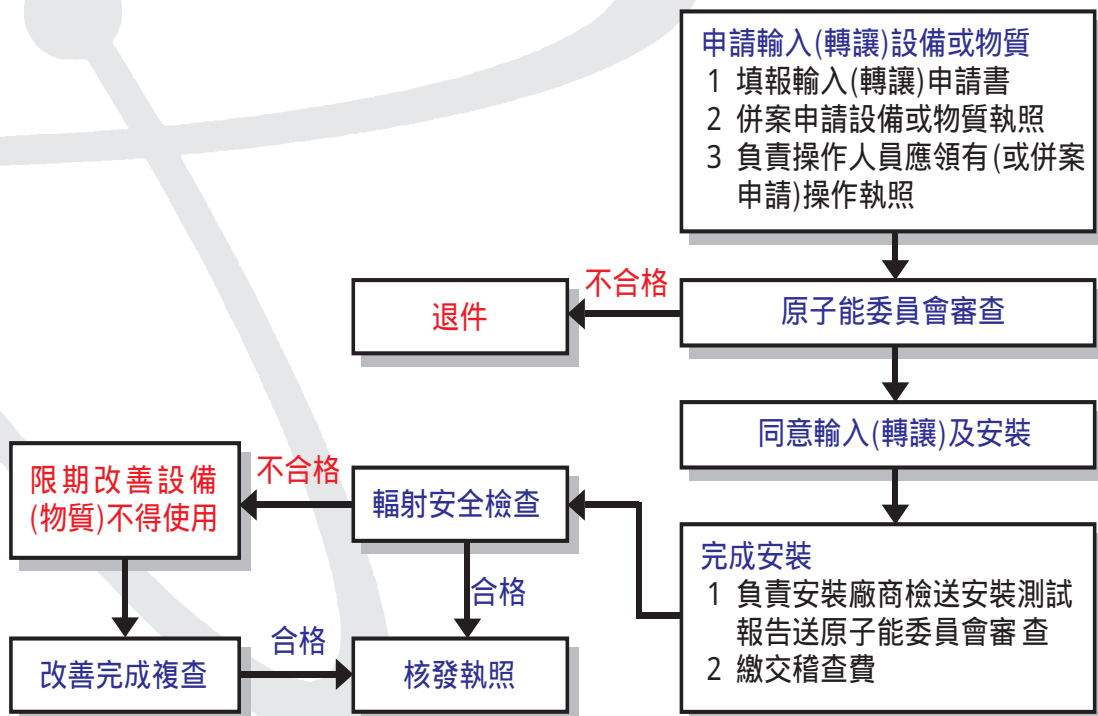 申請輸入(轉讓)設備或物質
1 填報輸入(轉讓)申請書
2 併案申請設備或物質執照
3 負責操作人員應領有(或併案
申請)操作執照
不合格
退件
原子能委員會審查
同意輸入(轉讓)及安裝
完成安裝
1 負責安裝廠商檢送安裝測試
報告送原子能委員會審 查
2 繳交稽查費
輻射安全檢查
不合格
限期改善設備
(物質)不得使用
合格
改善完成複查
合格
核發執照